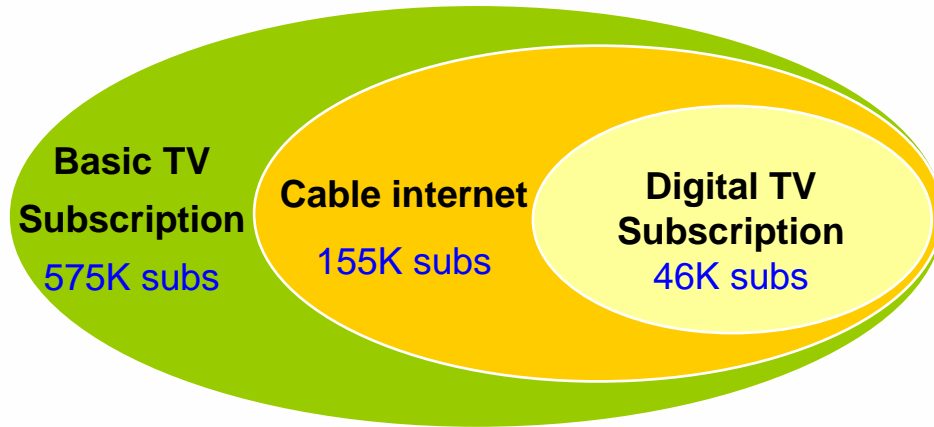 Basic TV
Subscription
575K subs
Cable internet
155K subs
Digital TV
Subscription
46K subs